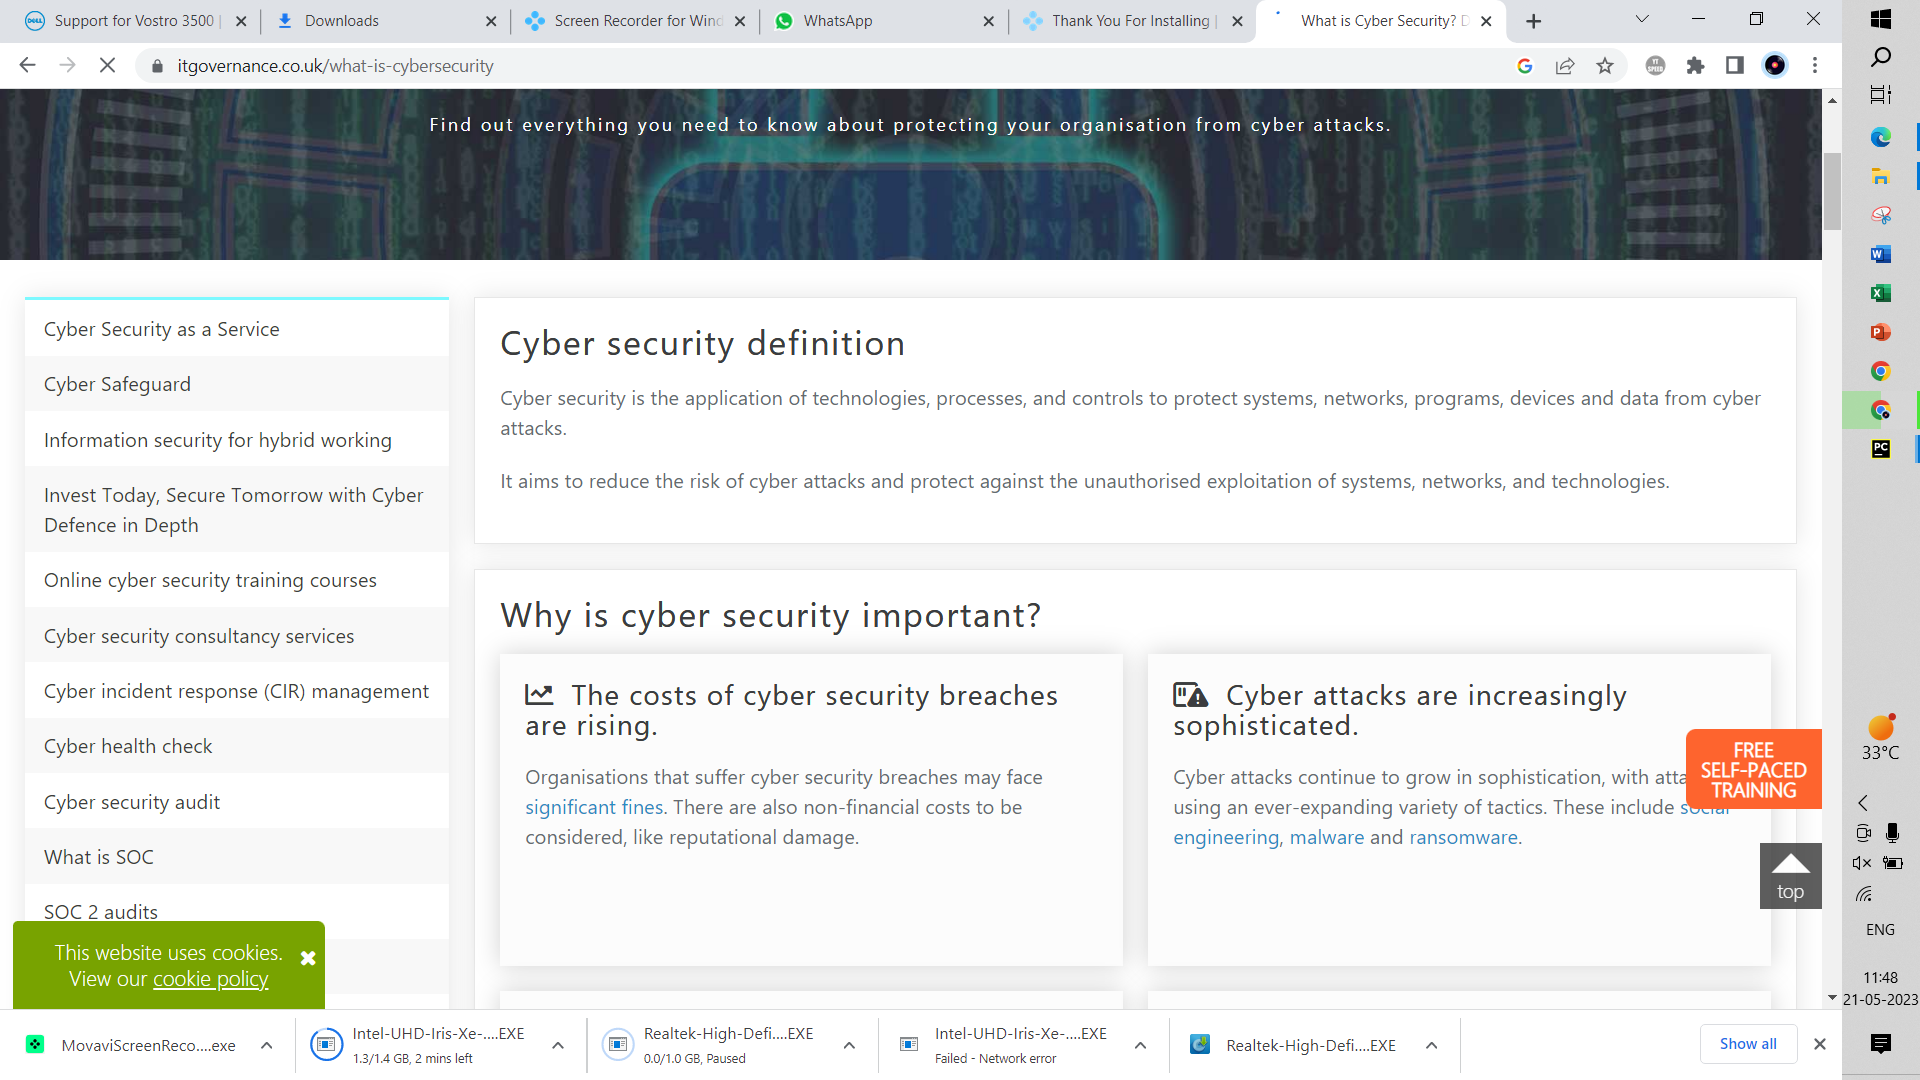 Support for Vostro 3500 |
Downloads
Screen Recorder for Wind
WhatsApp
Thank You For Installing |
What is Cyber Security? D
itgovernance.co.uk/what-is-cybersecurity
Find out everything you need to know about protecting your organisation from cyber attacks.
Cyber Security as a Service
Cyber Safeguard
Information security for hybrid working
Invest Today, Secure Tomorrow with Cyber
Defence in Depth
Online cyber security training courses
Cyber security consultancy services
Cyber incident response (CIR) management
Cyber health check
Cyber security audit
What is SOC
SOC 2 audits
This website uses cookies.
View our cookie policy
Cyber security definition
Cyber security is the application of technologies, processes, and controls to protect systems, networks, programs, devices and data from cyber
attacks.
It aims to reduce the risk of cyber attacks and protect against the unauthorised exploitation of systems, networks, and technologies.
Why is cyber security important?
The costs of cyber security breaches
are rising.
Organisations that suffer cyber security breaches may face
significant fines. There are also non-financial costs to be
considered, like reputational damage.
Cyber attacks are increasingly
sophisticated.
Cyber attacks continue to grow in sophistication, with atta
using an ever-expanding variety of tactics. These include social
engineering, malware and ransomware.
FREE
SELF-PACED
TRAINING
top
33°C
ENG
11:48
21-05-2023
MovaviScreenReco....exe
Intel-UHD-Iris-Xe-....EXE
1.3/1.4 GB, 2 mins left
Realtek-High-Defi....EXE
0.0/1.0 GB, Paused
Intel-UHD-Iris-Xe-....EXE
Failed - Network error
Realtek-High-Defi....EXE
Show all